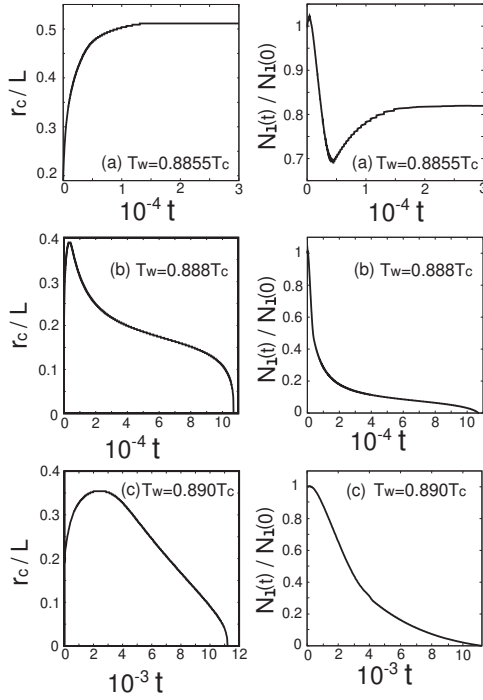 0.5
0.4
0.3
0.2
r_c / L
(a) T_W=0.8855T_C
0 1 2 3
10^-4 t
1
0.9
0.8
0.7
N_1(t) / N_1(0)
(a) T_W=0.8855T_C
0 1 2 3
10^-4 t
0.4
0.3
0.2
0.1
0
r_c / L
(b) T_W=0.888T_C
0 2 4 6 8 10
10^-4 t
1
0.8
0.6
0.4
0.2
0
N_1(t) / N_1(0)
(b) T_W=0.888T_C
0 2 4 6 8 10
10^-4 t
0.4
0.3
0.2
0.1
0
r_c / L
(c) T_W=0.890T_C
0 2 4 6 8 10 12
10^-3 t
1
0.8
0.6
0.4
0.2
0
N_1(t) / N_1(0)
(c) T_W=0.890T_C
0 2 4 6 8 10
10^-3 t